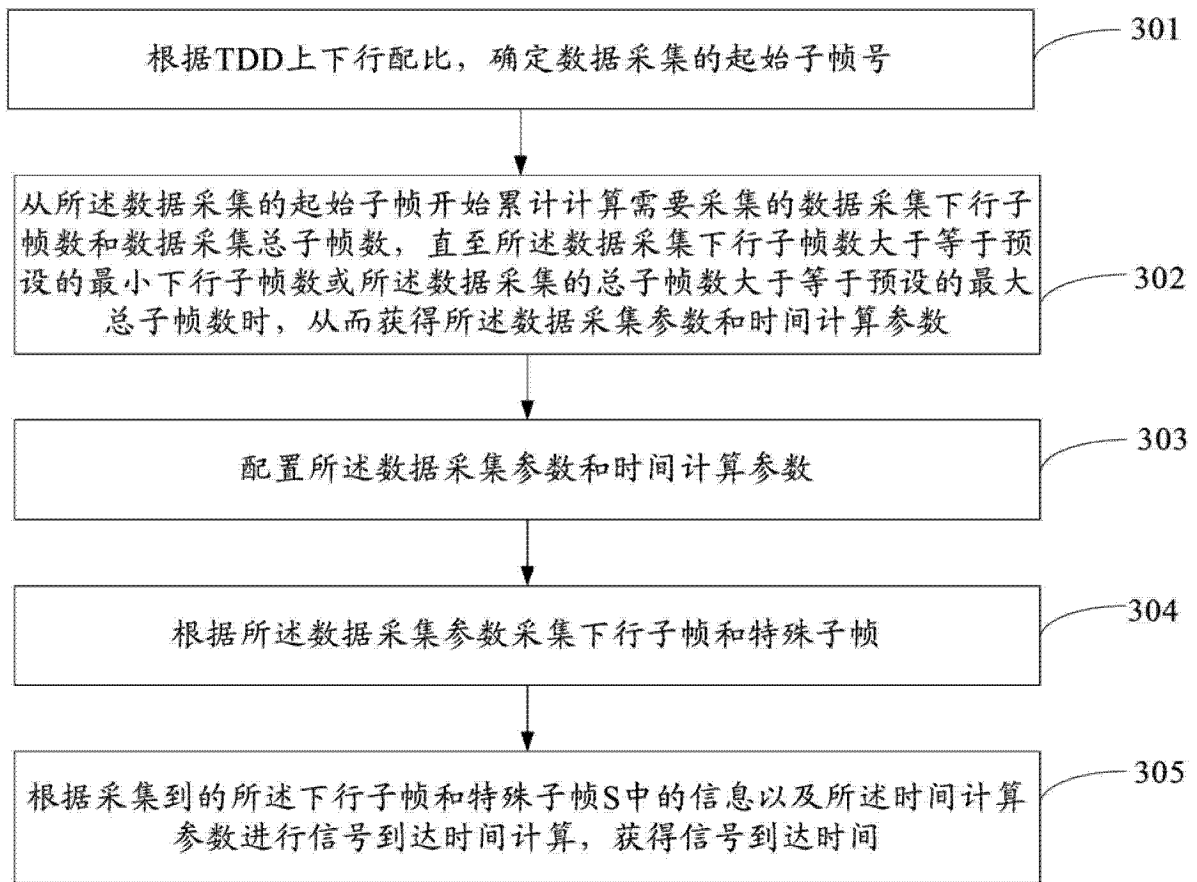 根据TDD上下行配比，确定数据采集的起始子帧号
301
从所述数据采集的起始子帧开始累计计算需要采集的数据采集下行子
帧数和数据采集总子帧数，直至所述数据采集下行子帧数大于等于预
设的最小下行子帧数或所述数据采集的总子帧数大于等于预设的最大
总子帧数时，从而获得所述数据采集参数和时间计算参数
302
配置所述数据采集参数和时间计算参数
303
根据所述数据采集参数采集下行子帧和特殊子帧
304
根据采集到的所述下行子帧和特殊子帧S中的信息以及所述时间计算
参数进行信号到达时间计算，获得信号到达时间
305